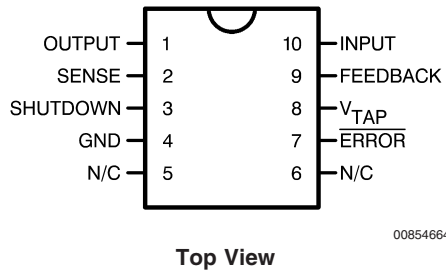 OUTPUT 1 10 INPUT
SENSE 2 9 FEEDBACK
SHUTDOWN 3 8 VTAP
GND 4 7 ERROR
N/C 5 6 N/C
00854664
Top View